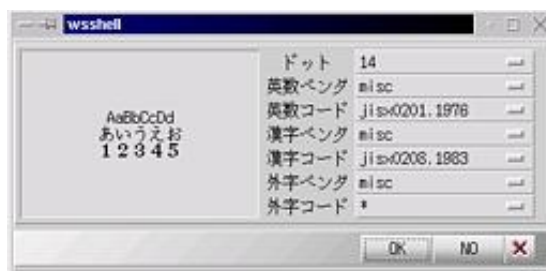 wsshell
AaBbCcDd
あいうえお
12345
ドット 14
英数ベンダ misc
英数コード jisx0201.1976
漢字ベンダ misc
漢字コード jisx0208.1983
外字ベンダ misc
外字コード *
OK NO